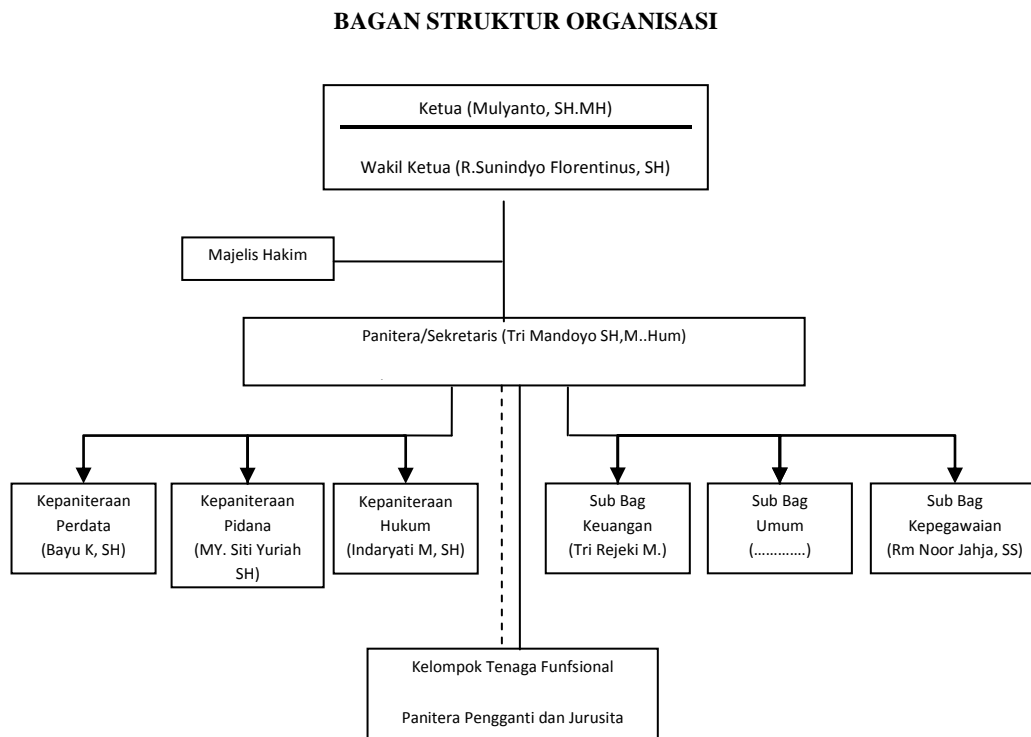 BAGAN STRUKTUR ORGANISASI
Ketua (Mulyanto, SH.MH)
Wakil Ketua (R.Sunindyo Florentinus, SH)
Majelis Hakim
Panitera/Sekretaris (Tri Mandoyo SH,M..Hum)
Kepaniteraan
Perdata
(Bayu K, SH)
Kepaniteraan
Pidana
(MY. Siti Yuriah
SH)
Kepaniteraan
Hukum
(Indaryati M, SH)
Sub Bag
Keuangan
(Tri Rejeki M.)
Sub Bag
Umum
(………….)
Sub Bag
Kepegawaian
(Rm Noor Jahja, SS)
Kelompok Tenaga Funfsional
Panitera Pengganti dan Jurusita